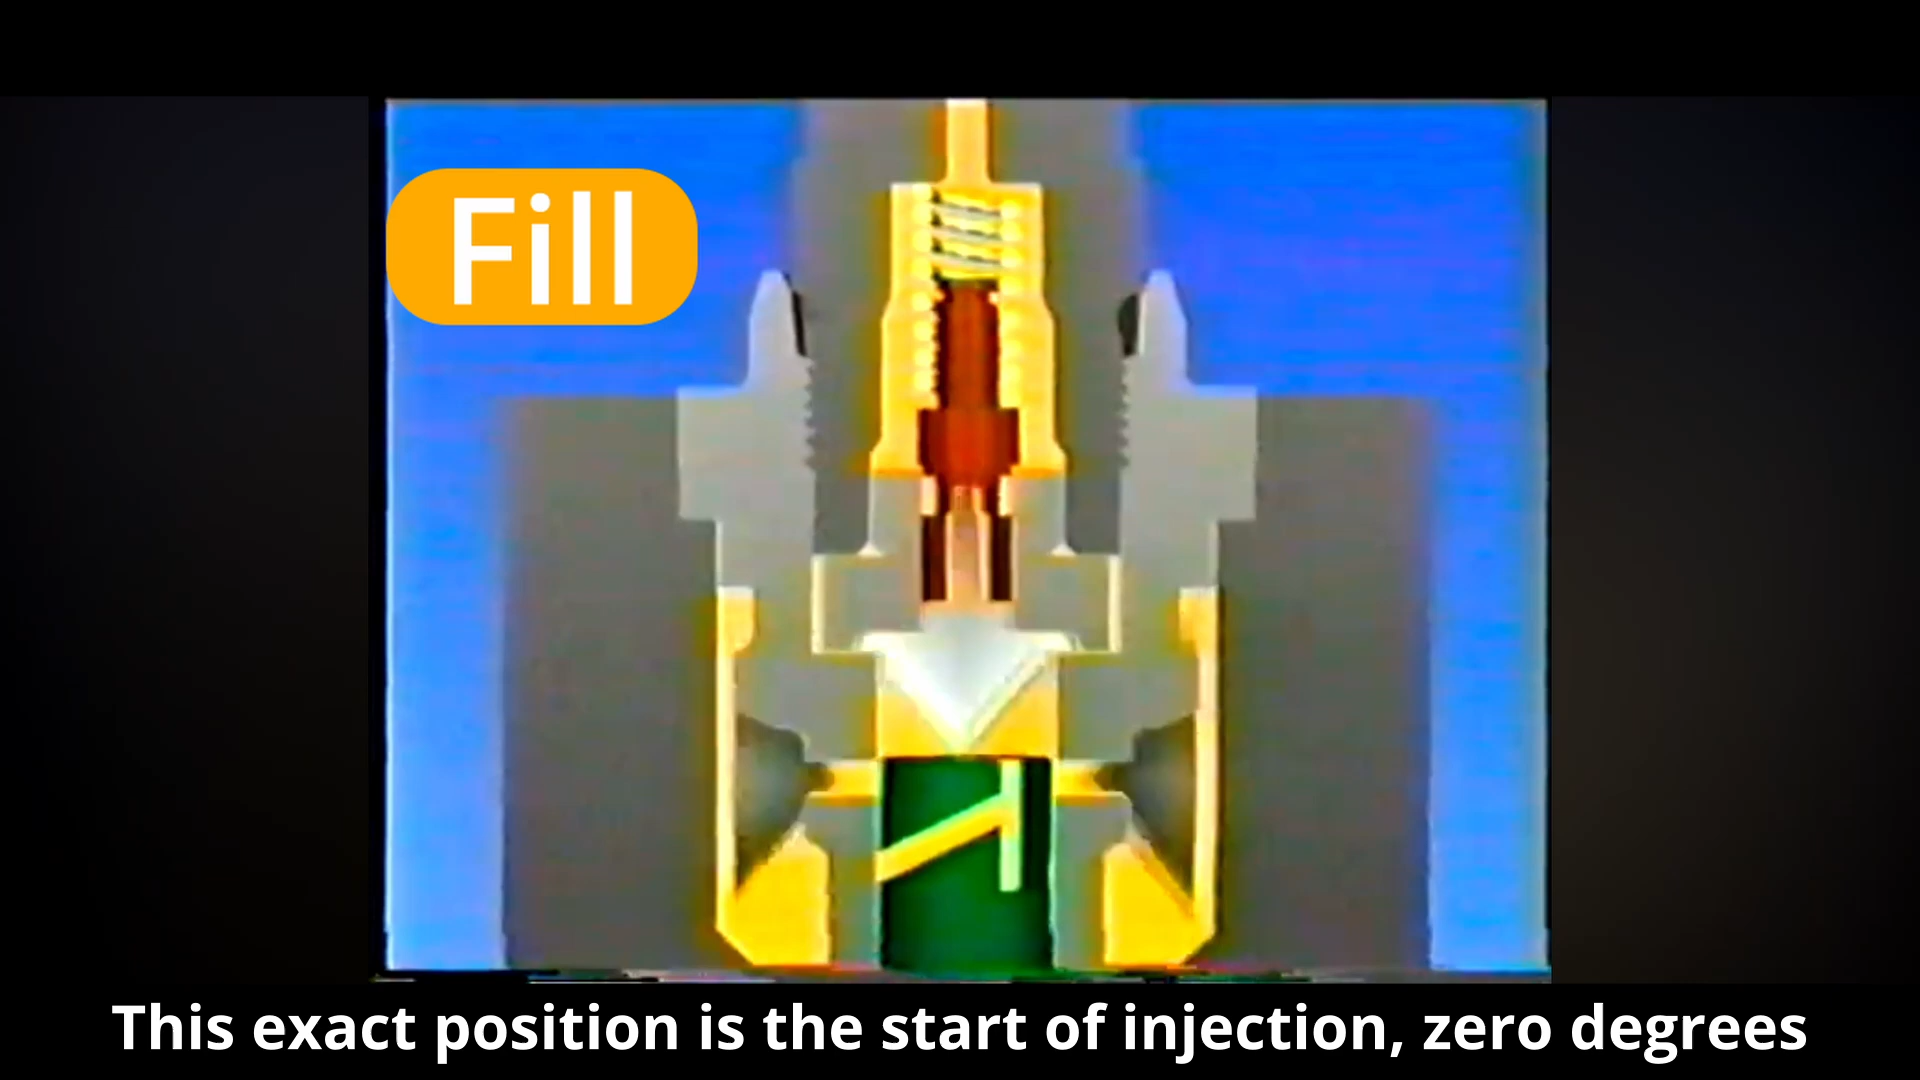 Fill
This exact position is the start of injection, zero degrees